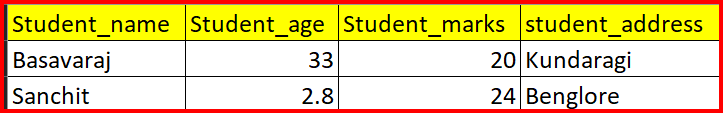 Student_name Student_age Student_marks student_address
Basavaraj 33 20 Kundaragi
Sanchit 2.8 24 Benglore